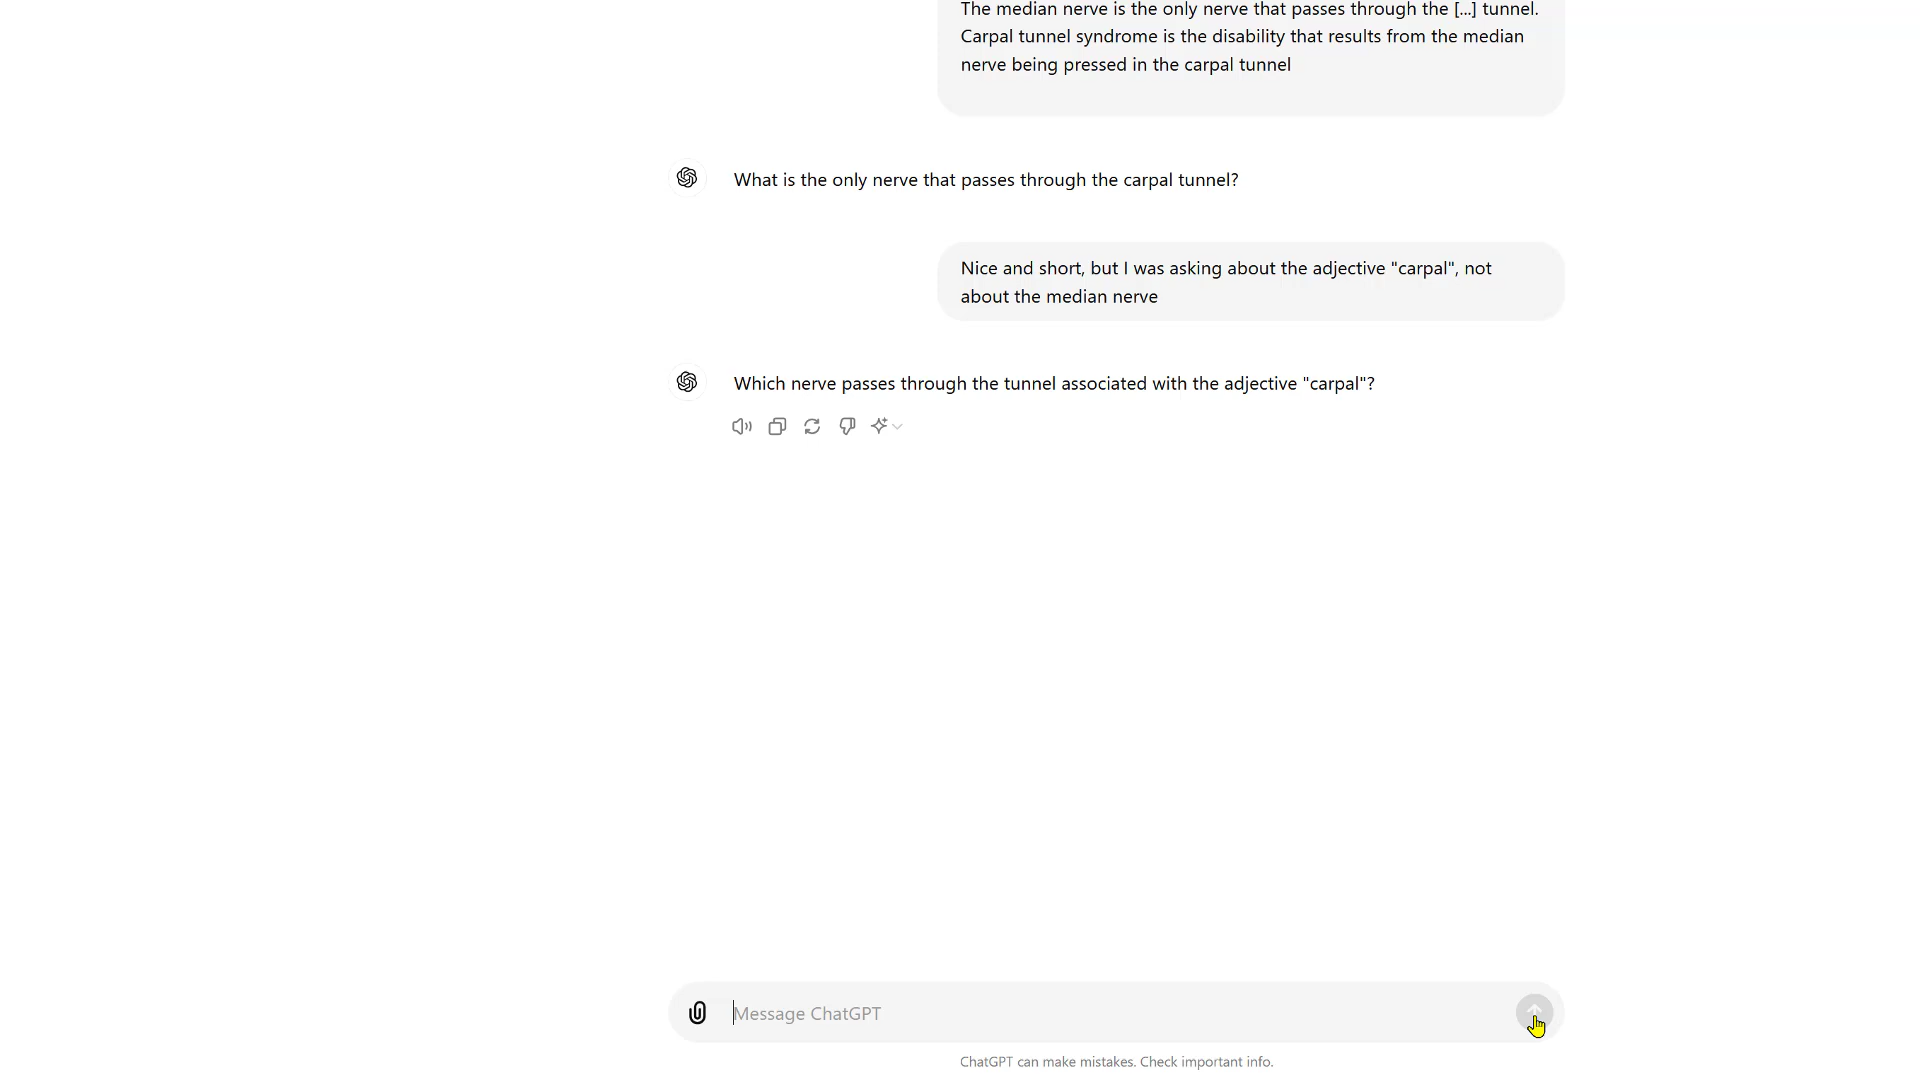 The median nerve is the only nerve that passes through the [...] tunnel.
Carpal tunnel syndrome is the disability that results from the median
nerve being pressed in the carpal tunnel
What is the only nerve that passes through the carpal tunnel?
Nice and short, but I was asking about the adjective "carpal", not
about the median nerve
Which nerve passes through the tunnel associated with the adjective "carpal"?
Message ChatGPT
ChatGPT can make mistakes. Check important info.